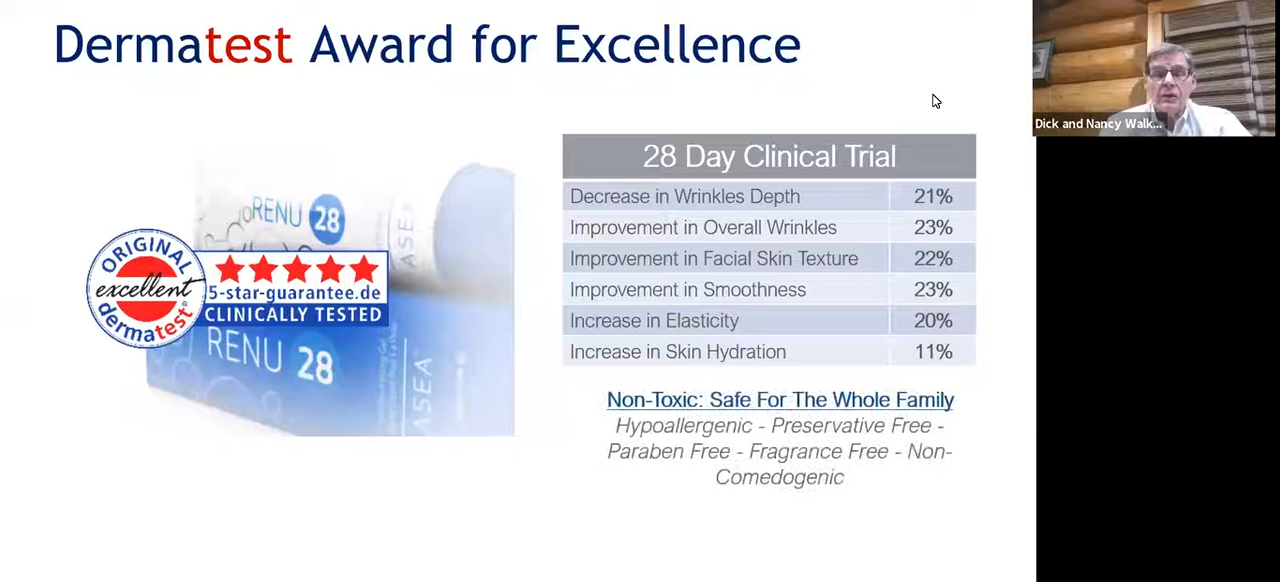 Dermatest Award for Excellence
Dick and Nancy Walk...
28 Day Clinical Trial
Decrease in Wrinkles Depth 21%
Improvement in Overall Wrinkles 23%
Improvement in Facial Skin Texture 22%
Improvement in Smoothness 23%
Increase in Elasticity 20%
Increase in Skin Hydration 11%
RENU 28
ASEA
ORIGINAL
excellent
dermatest®
5-star-guarantee.de
CLINICALLY TESTED
RENU 28
ASEA
Non-Toxic: Safe For The Whole Family
Hypoallergenic - Preservative Free -
Paraben Free - Fragrance Free - Non-
Comedogenic